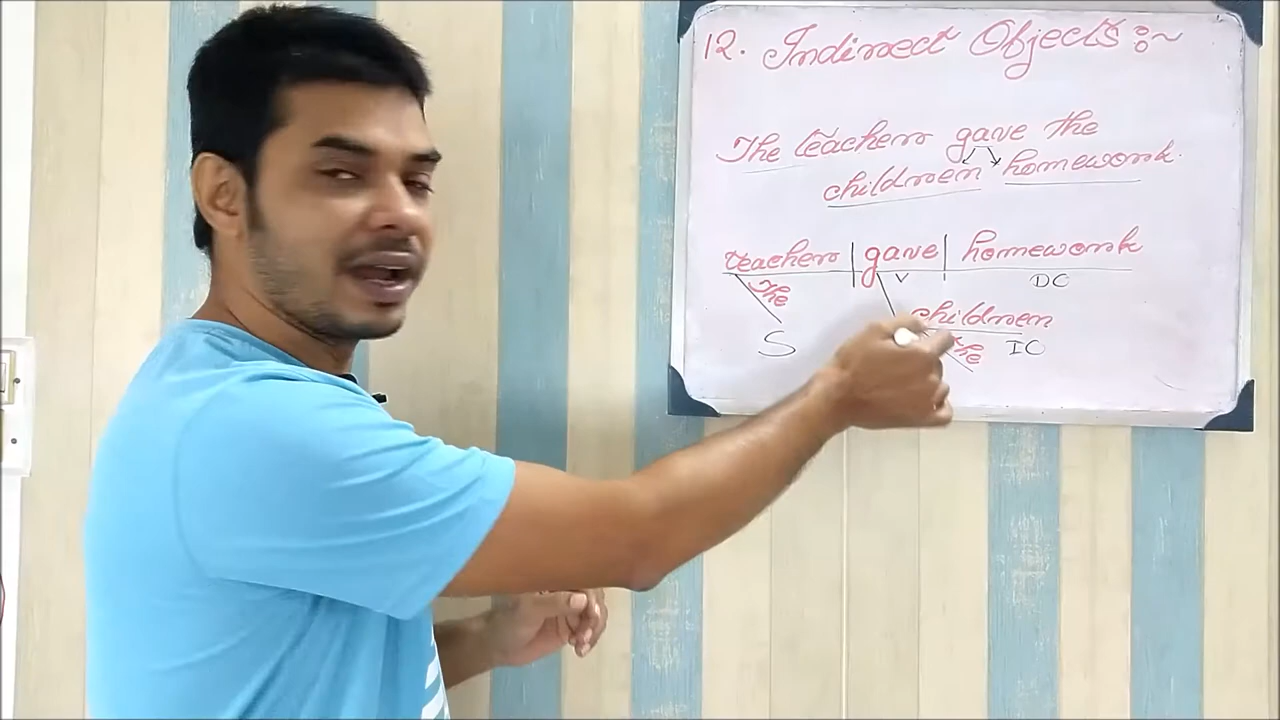 12. Indirect Objects :~
The teachers gave the
children homework.
teachers | gave | homework
The
V
DO
children
S
the
IO